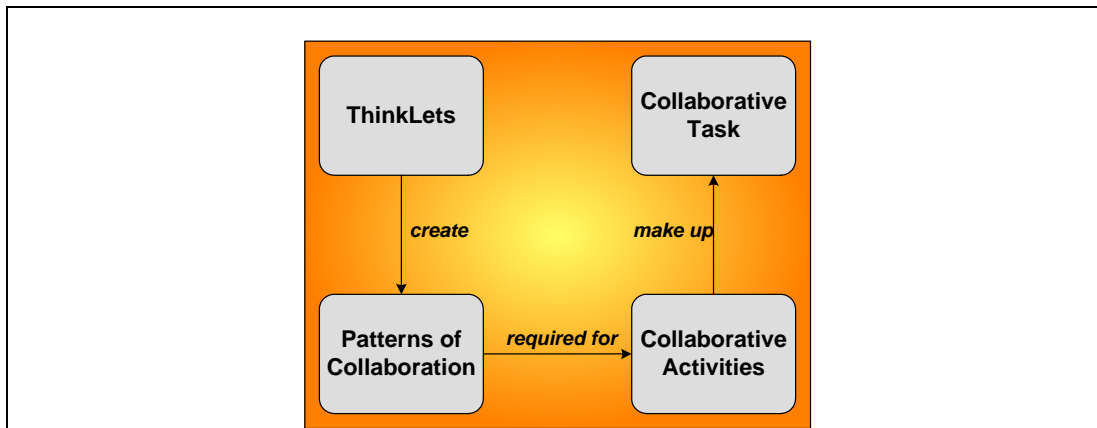 ThinkLets
Collaborative
Task
create
make up
Patterns of
Collaboration
required for
Collaborative
Activities